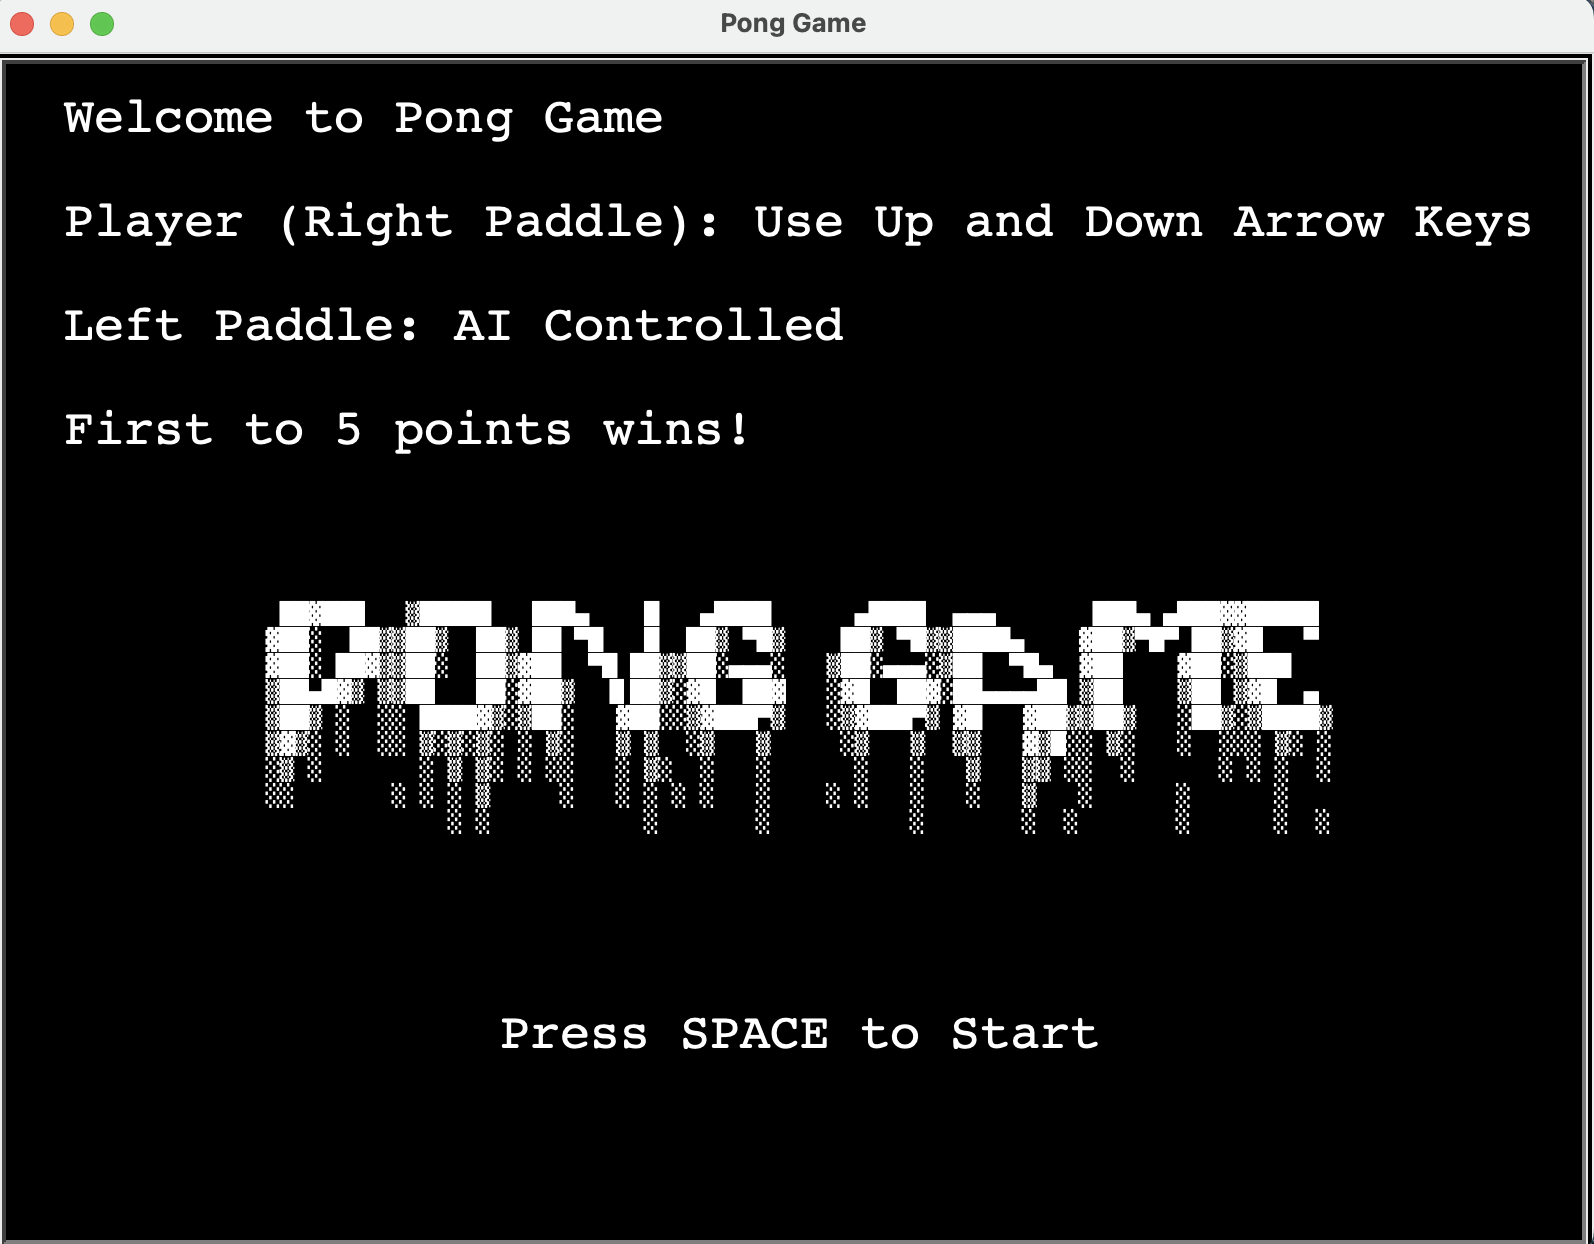 Pong Game
Welcome to Pong Game
Player (Right Paddle): Use Up and Down Arrow Keys
Left Paddle: AI Controlled
First to 5 points wins!
PONG GAME
Press SPACE to Start